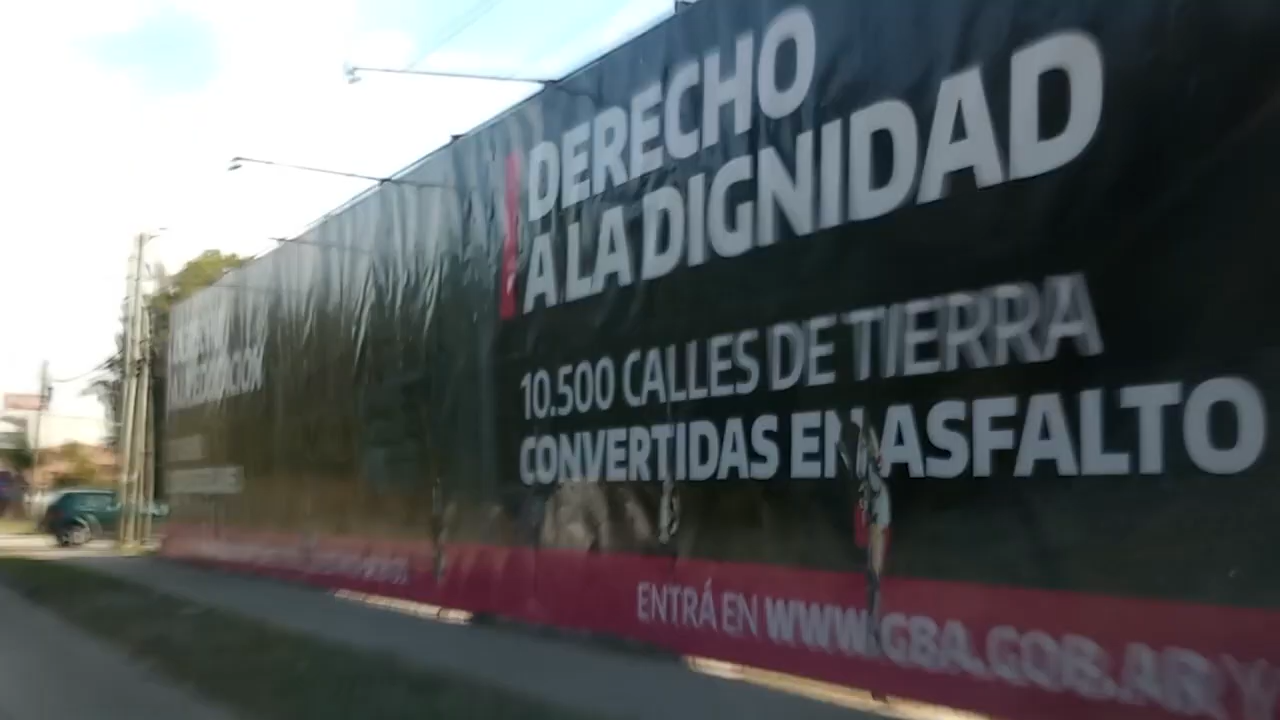 DERECHO
A LA DIGNIDAD
10.500 CALLES DE TIERRA
CONVERTIDAS EN ASFALTO
ENTRÁ EN WWW.GBA.GOB.AR Y